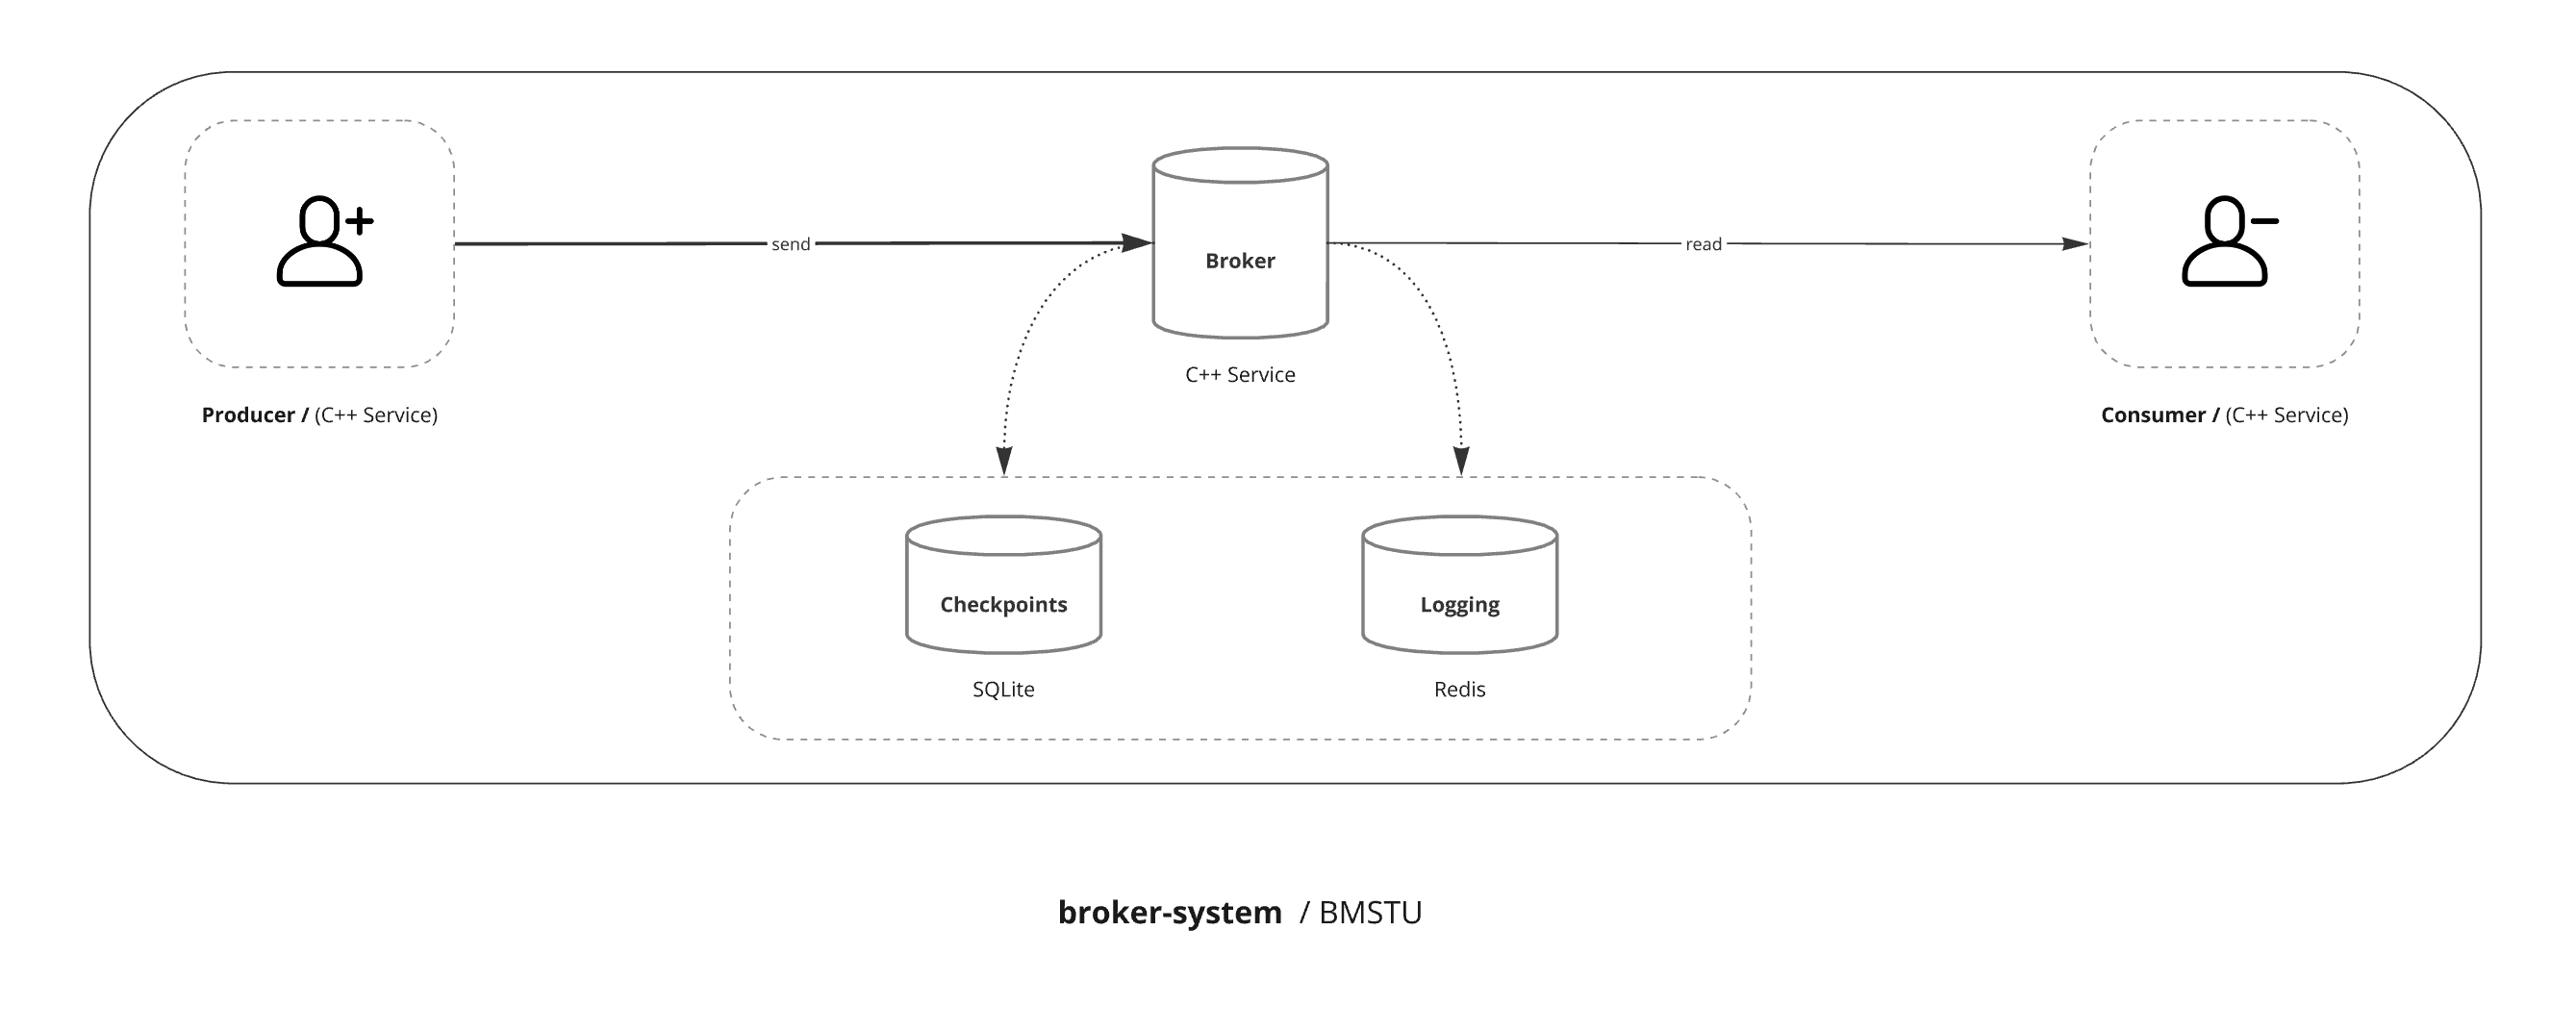 send
Broker
read
C++ Service
Producer / (C++ Service)
Consumer / (C++ Service)
Checkpoints
Logging
SQLite
Redis
broker-system / BMSTU